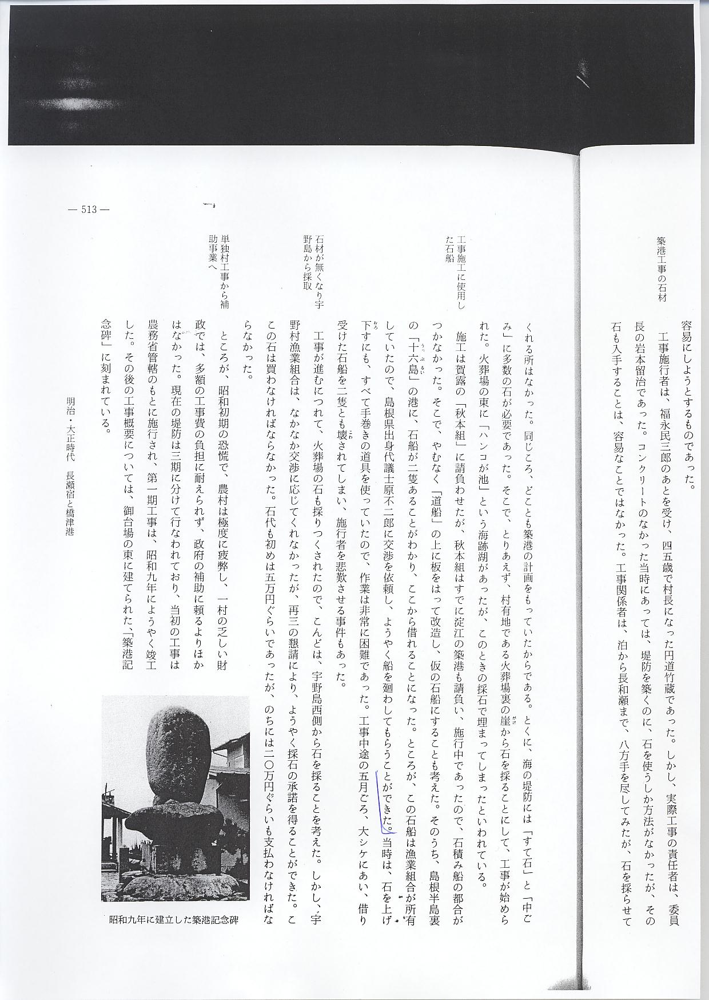 容易にしようとするものであった。
築港工事の石材
工事施行者は、福永民三郎のあとを受け、四五歳で村長になった円道竹蔵であった。しかし、実際工事の責任者は、委員
長の岩本留治であった。コンクリートのなかった当時にあっては、堤防を築くのに、石を使うしか方法がなかったが、その
石も入手することは、容易なことではなかった。工事関係者は、泊から長和瀬まで、八方手を尽してみたが、石を採らせて
くれる所はなかった。同じころ、どことも築港の計画をもっていたからである。とくに、海の堤防には「すて石」と「中ご
み」に多数の石が必要であった。そこで、とりあえず、村有地である火葬場裏の崖から石を採ることにして、工事が始めら
れた。火葬場の東に「ハンコが池」という海跡湖があったが、このときの採石で埋まってしまったといわれている。
工事施工に使用し
た石船
施工は賀露の「秋本組」に請負わせたが、秋本組はすでに淀江の築港も請負い、施行中であったので、石積み船の都合が
つかなかった。そこで、やむなく「道船」の上に板をはって改造し、仮の石船にすることも考えた。そのうち、島根半島裏
の「十六島」の港に、石船が二隻あることがわかり、ここから借れることになった。ところが、この石船は漁業組合が所有
していたので、島根県出身代議士原不二郎に交渉を依頼し、ようやく船を廻わしてもらうことができた。当時は、石を上げ
下すにも、すべて手巻きの道具を使っていたので、作業は非常に困難であった。工事中途の五月ごろ、大シケにあい、借り
受けた石船を二隻とも壊されてしまい、施行者を悲歎させる事件もあった。
石材が無くなり宇
野島から採取
工事が進むにつれて、火葬場の石も採りつくされたので、こんどは、宇野島西側から石を採ることを考えた。しかし、宇
野村漁業組合は、なかなか交渉に応じてくれなかったが、再三の懇請により、ようやく採石の承諾を得ることができた。こ
この石は買わなければならなかった。石代も初めは五万円ぐらいであったが、のちには二〇万円ぐらいも支払わなければな
らなかった。
単独村工事から補
助事業へ
ところが、昭和初期の恐慌で、農村は極度に疲弊し、一村の乏しい財
政では、多額の工事費の負担に耐えられず、政府の補助に頼るよりほか
はなかった。現在の堤防は三期に分けて行なわれており、当初の工事は
農務省管轄のもとに施行され、第一期工事は、昭和九年にようやく竣工
した。その後の工事概要については、御台場の東に建てられた、「築港記
念碑」に刻まれている。
昭和九年に建立した築港記念碑
明治・大正時代 長瀬宿と橋津港
― 513 ―